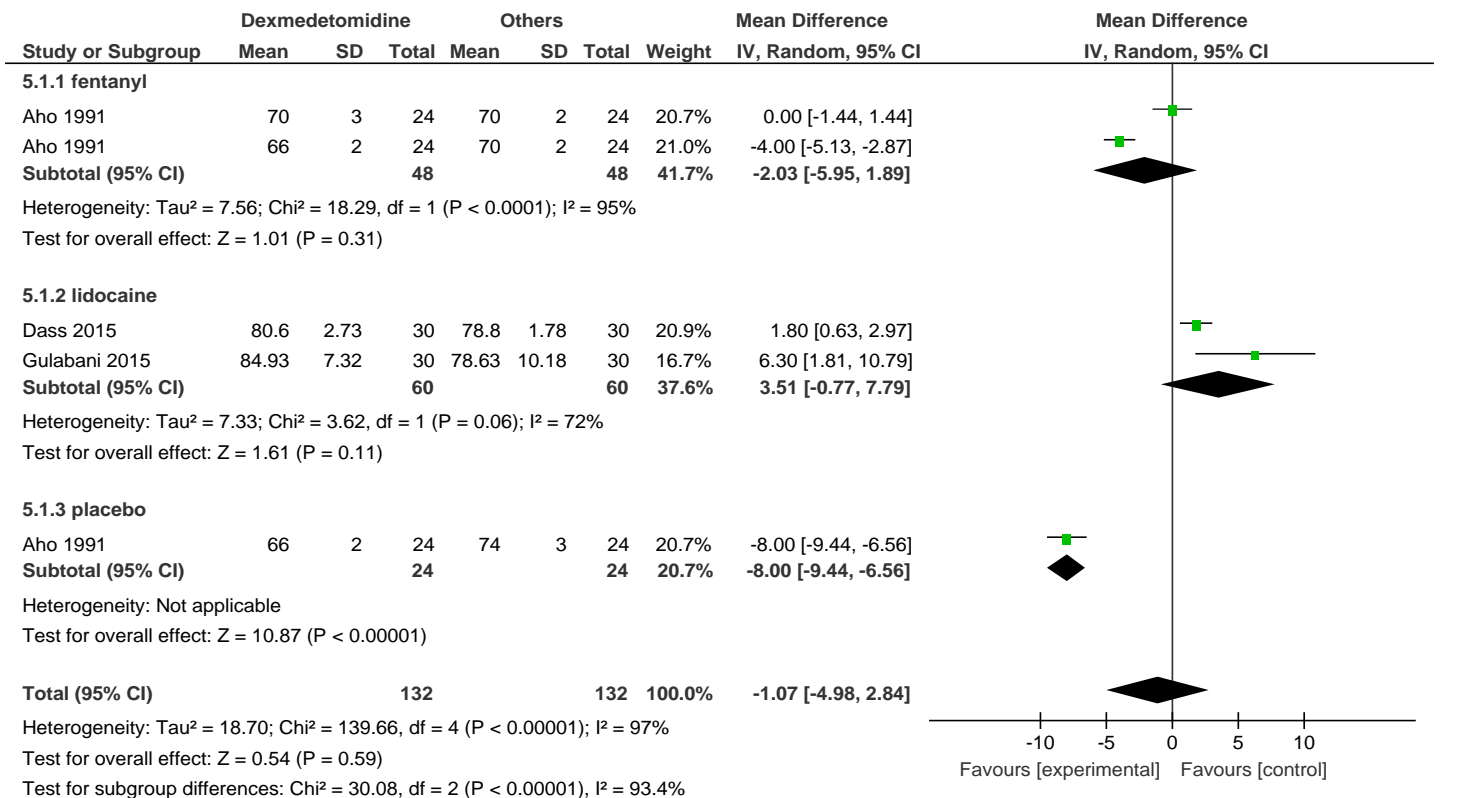 Dexmedetomidine Others Mean Difference Mean Difference
Study or Subgroup Mean SD Total Mean SD Total Weight IV, Random, 95% CI IV, Random, 95% CI
5.1.1 fentanyl
Aho 1991 70 3 24 70 2 24 20.7% 0.00 [-1.44, 1.44]
Aho 1991 66 2 24 70 2 24 21.0% -4.00 [-5.13, -2.87]
Subtotal (95% CI) 48 48 41.7% -2.03 [-5.95, 1.89]
Heterogeneity: Tau² = 7.56; Chi² = 18.29, df = 1 (P < 0.0001); I² = 95%
Test for overall effect: Z = 1.01 (P = 0.31)
5.1.2 lidocaine
Dass 2015 80.6 2.73 30 78.8 1.78 30 20.9% 1.80 [0.63, 2.97]
Gulabani 2015 84.93 7.32 30 78.63 10.18 30 16.7% 6.30 [1.81, 10.79]
Subtotal (95% CI) 60 60 37.6% 3.51 [-0.77, 7.79]
Heterogeneity: Tau² = 7.33; Chi² = 3.62, df = 1 (P = 0.06); I² = 72%
Test for overall effect: Z = 1.61 (P = 0.11)
5.1.3 placebo
Aho 1991 66 2 24 74 3 24 20.7% -8.00 [-9.44, -6.56]
Subtotal (95% CI) 24 24 20.7% -8.00 [-9.44, -6.56]
Heterogeneity: Not applicable
Test for overall effect: Z = 10.87 (P < 0.00001)
Total (95% CI) 132 132 100.0% -1.07 [-4.98, 2.84]
Heterogeneity: Tau² = 18.70; Chi² = 139.66, df = 4 (P < 0.00001); I² = 97%
Test for overall effect: Z = 0.54 (P = 0.59)
Test for subgroup differences: Chi² = 30.08, df = 2 (P < 0.00001), I² = 93.4%
-10 -5 0 5 10
Favours [experimental] Favours [control]